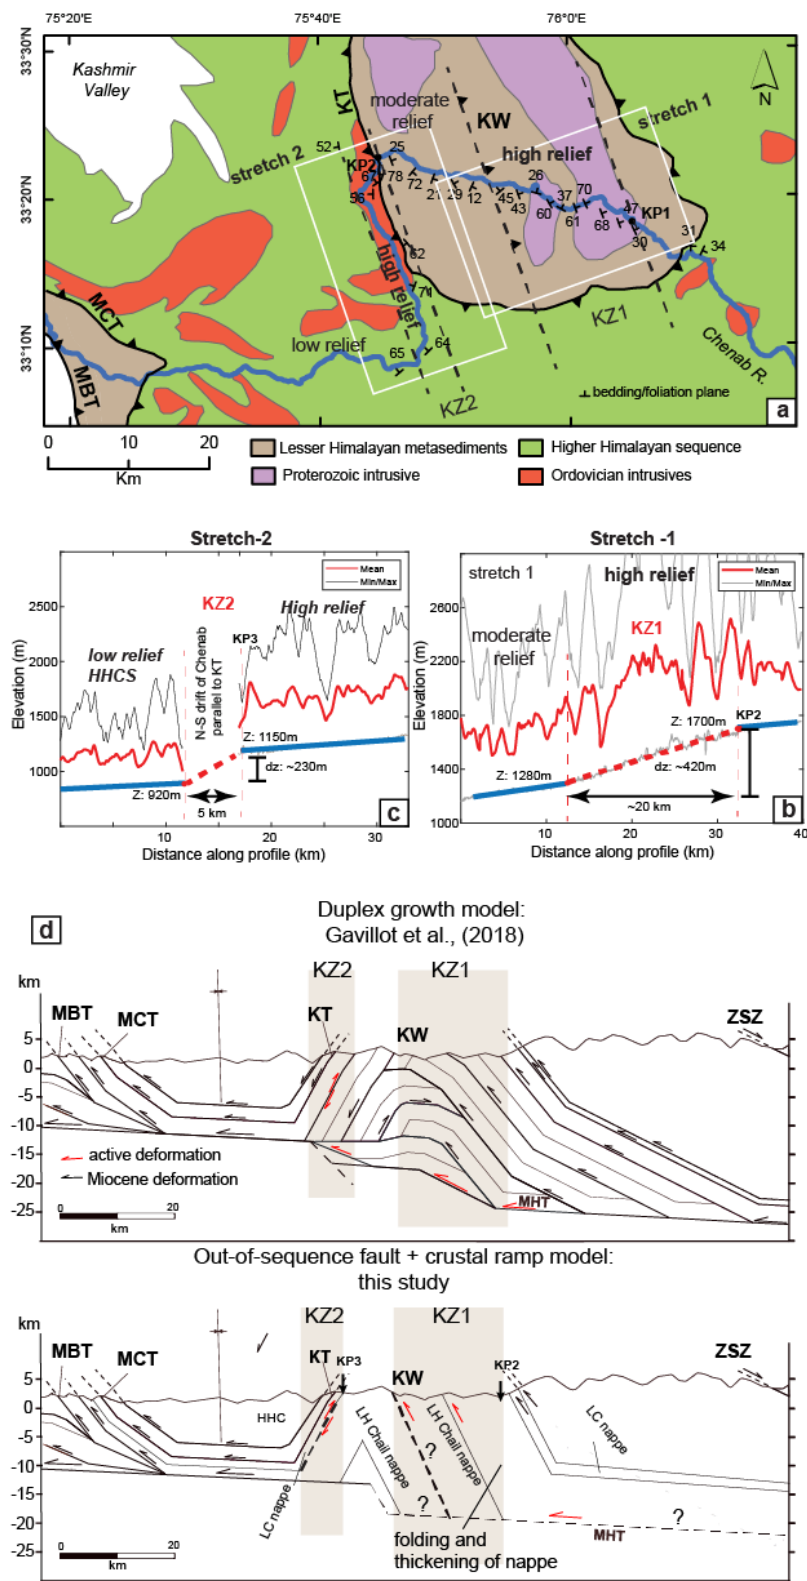 75°20'E
75°40'E
76°0'E
33°30'N
33°20'N
33°10'N
Kashmir
Valley
KT
moderate
relief
KW
stretch 1
N
52
stretch 2
25
KP2
67
78
72
56
21
29
12
high relief
26
45
43
37
70
60
61
68
47
KP1
30
31
34
62
high relief
71
MCT
low relief
65
64
KZ1
KZ2
MBT
Chenab R.
bedding/foliation plane
a
0 10 20
Km
Lesser Himalayan metasediments
Higher Himalayan sequence
Proterozoic intrusive
Ordovician intrusives
Stretch-2
Mean
Min/Max
KZ2
High relief
KP3
low relief
HHCS
N-S drift of Chenab
parallel to KT
Z: 1150m
dz: ~230m
Z: 920m
5 km
c
2500
2000
1500
1000
Elevation (m)
0 10 20 30
Distance along profile (km)
Stretch -1
stretch 1
high relief
Mean
Min/Max
moderate
relief
KZ1
Z: 1700m
KP2
Z: 1280m
dz: ~420m
~20 km
b
2600
2200
1800
1400
1000
Elevation (m)
0 10 20 30 40
Distance along profile (km)
d
Duplex growth model:
Gavillot et al., (2018)
KZ2
KZ1
km
MBT
MCT
KT
KW
ZSZ
5
0
-5
-10
-15
-20
-25
active deformation
Miocene deformation
MHT
0 20
km
Out-of-sequence fault + crustal ramp model:
this study
KZ2
KZ1
km
MBT
MCT
KT
KP3
KW
KP2
ZSZ
5
0
-5
-10
-15
-20
-25
HHC
LC nappe
LH Chail nappe
?
LH Chail nappe
?
LC nappe
?
MHT
folding and
thickening of nappe
0 20
km